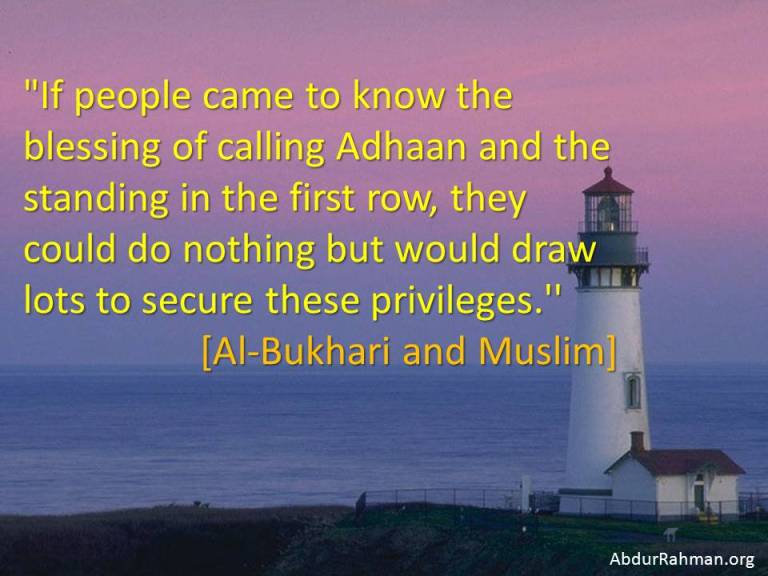 "If people came to know the
blessing of calling Adhaan and the
standing in the first row, they
could do nothing but would draw
lots to secure these privileges.''
[Al-Bukhari and Muslim]
AbdurRahman.org